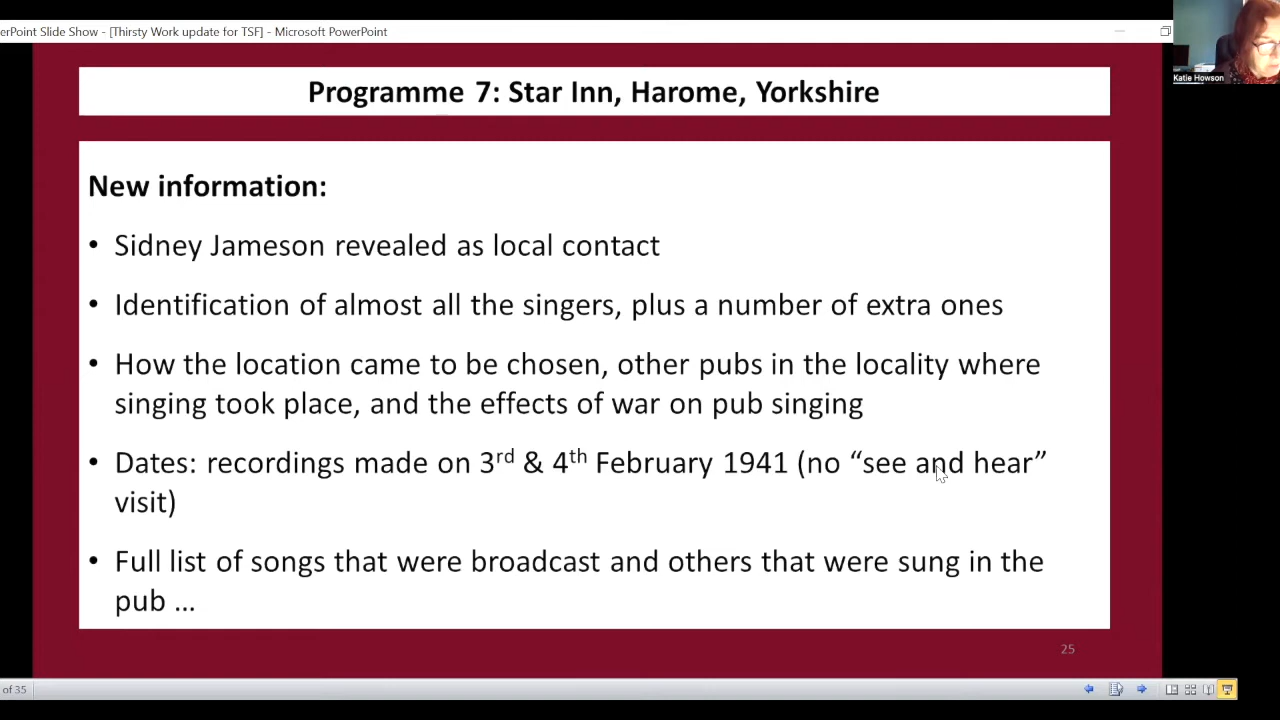 erPoint Slide Show - [Thirsty Work update for TSF] - Microsoft PowerPoint
Katie Howson
Programme 7: Star Inn, Harome, Yorkshire
New information:
• Sidney Jameson revealed as local contact
• Identification of almost all the singers, plus a number of extra ones
• How the location came to be chosen, other pubs in the locality where
singing took place, and the effects of war on pub singing
• Dates: recordings made on 3rd & 4th February 1941 (no “see and hear”
visit)
• Full list of songs that were broadcast and others that were sung in the
pub ...
25
of 35